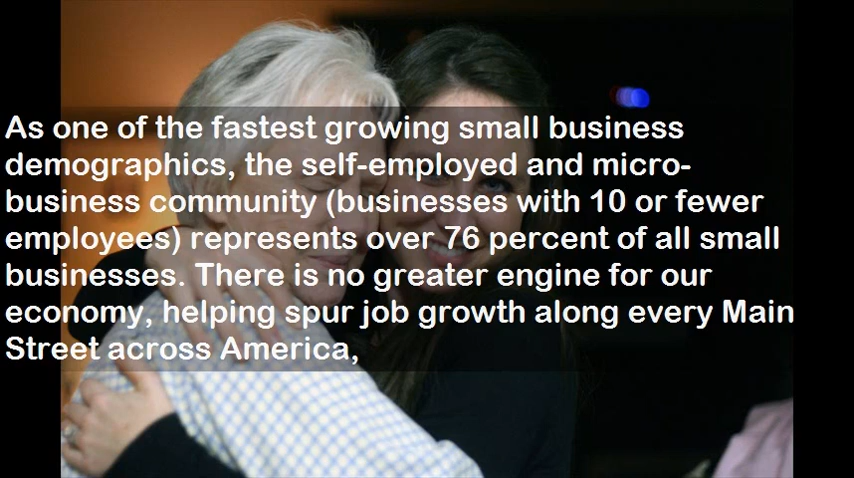 As one of the fastest growing small business
demographics, the self-employed and micro-
business community (businesses with 10 or fewer
employees) represents over 76 percent of all small
businesses. There is no greater engine for our
economy, helping spur job growth along every Main
Street across America,